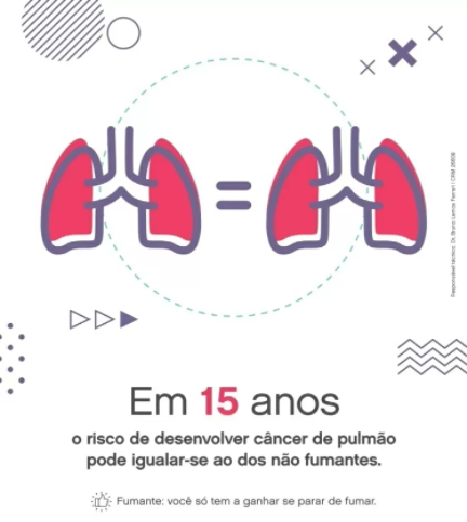 Responsável técnico: Dr. Bruno Lemos Ferrari | CRM 26609
Em 15 anos
o risco de desenvolver câncer de pulmão
pode igualar-se ao dos não fumantes.
Fumante: você só tem a ganhar se parar de fumar.